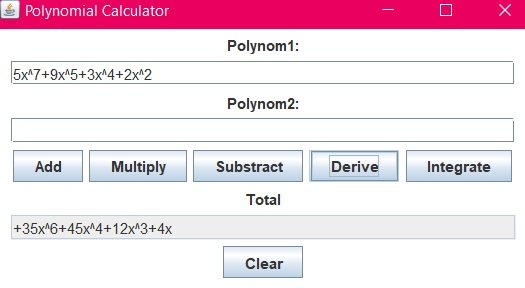 Polynomial Calculator
Polynom1:
5x^7+9x^5+3x^4+2x^2
Polynom2:
Add Multiply Substract Derive Integrate
Total
+35x^6+45x^4+12x^3+4x
Clear